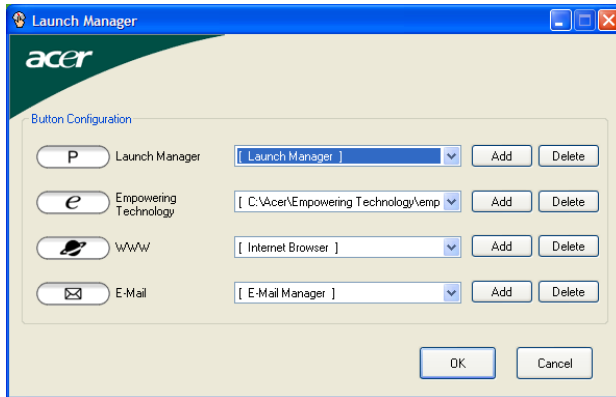 Launch Manager
acer
Button Configuration
P Launch Manager [ Launch Manager ] Add Delete
e Empowering Technology [ C:\Acer\Empowering Technology\emp Add Delete
WWW [ Internet Browser ] Add Delete
E-Mail [ E-Mail Manager ] Add Delete
OK Cancel